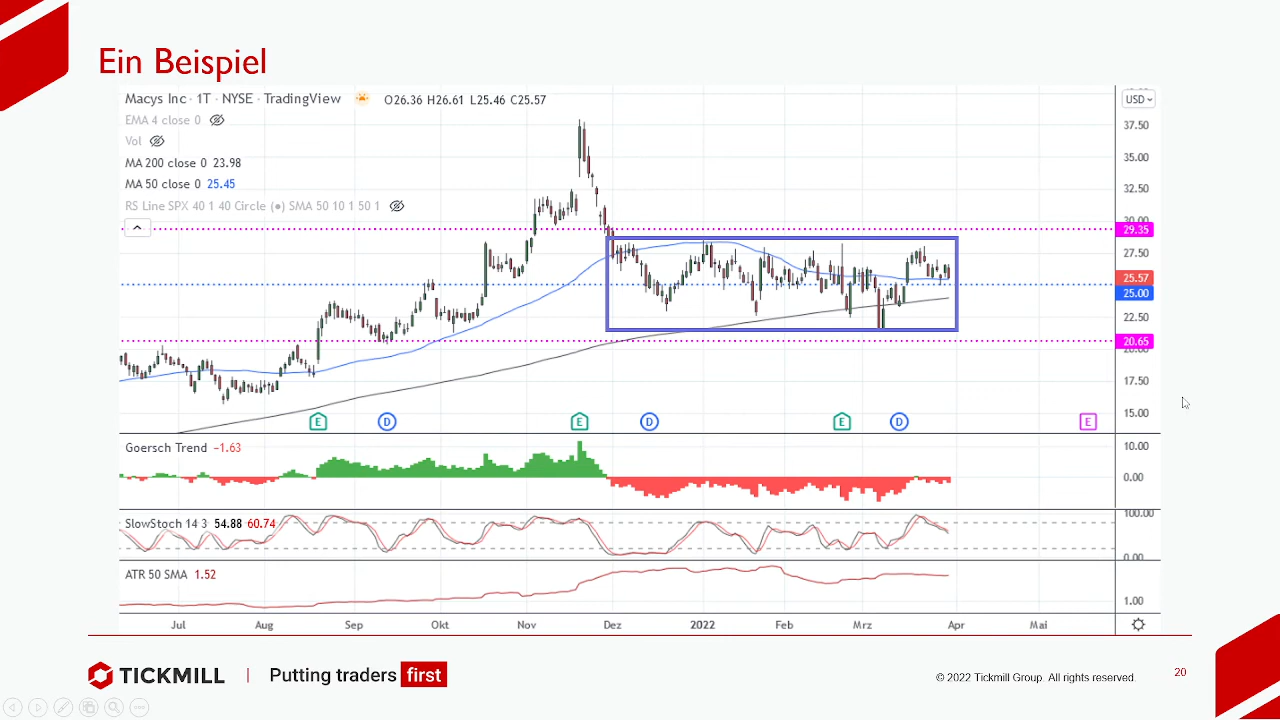 Ein Beispiel
Macys Inc · 1T · NYSE · TradingView O26.36 H26.61 L25.46 C25.57
USD
EMA 4 close 0
Vol
MA 200 close 0 23.98
MA 50 close 0 25.45
RS Line SPX 40 1 40 Circle (●) SMA 50 10 1 50 1
37.50
35.00
32.50
30.00
29.35
27.50
25.57
25.00
22.50
20.65
20.00
17.50
15.00
E D E D E D E
Goersch Trend −1.63
10.00
0.00
SlowStoch 14 3 54.88 60.74
100.00
0.00
ATR 50 SMA 1.52
1.00
Jul Aug Sep Okt Nov Dez 2022 Feb Mrz Apr Mai
TICKMILL | Putting traders first
© 2022 Tickmill Group. All rights reserved.
20